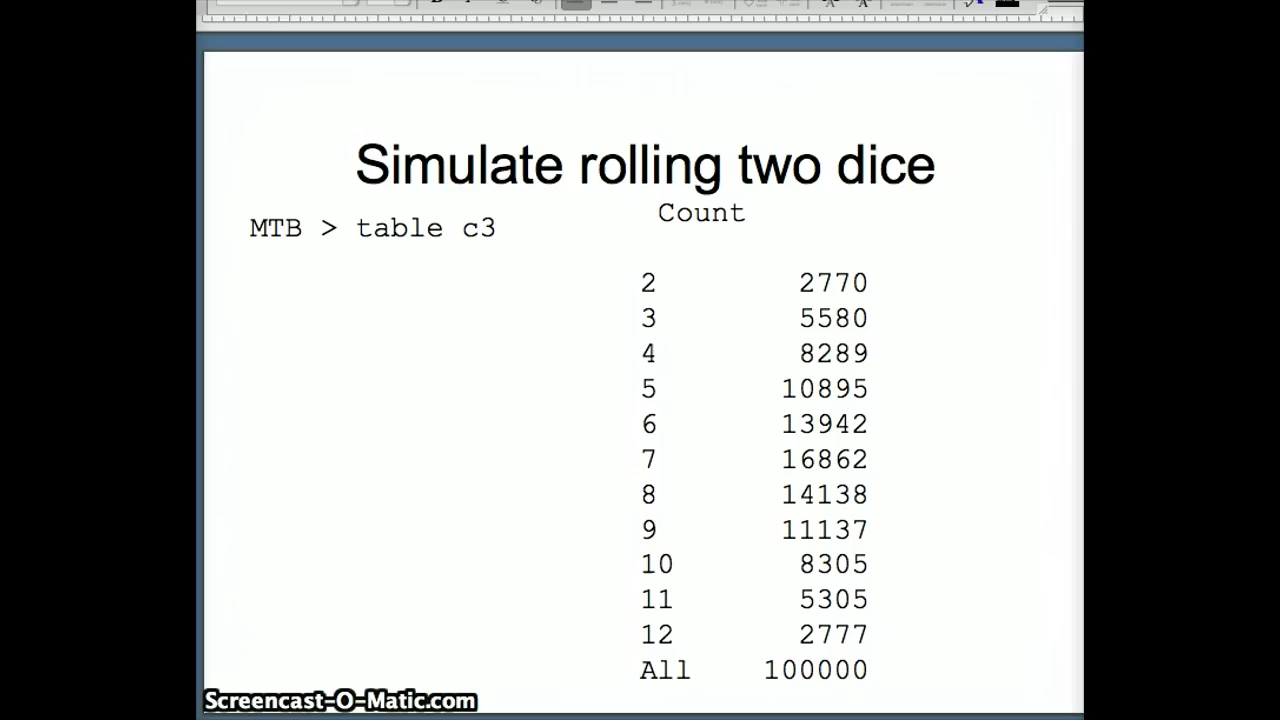 Simulate rolling two dice
MTB > table c3
Count
2 2770
3 5580
4 8289
5 10895
6 13942
7 16862
8 14138
9 11137
10 8305
11 5305
12 2777
All 100000
Screencast-O-Matic.com